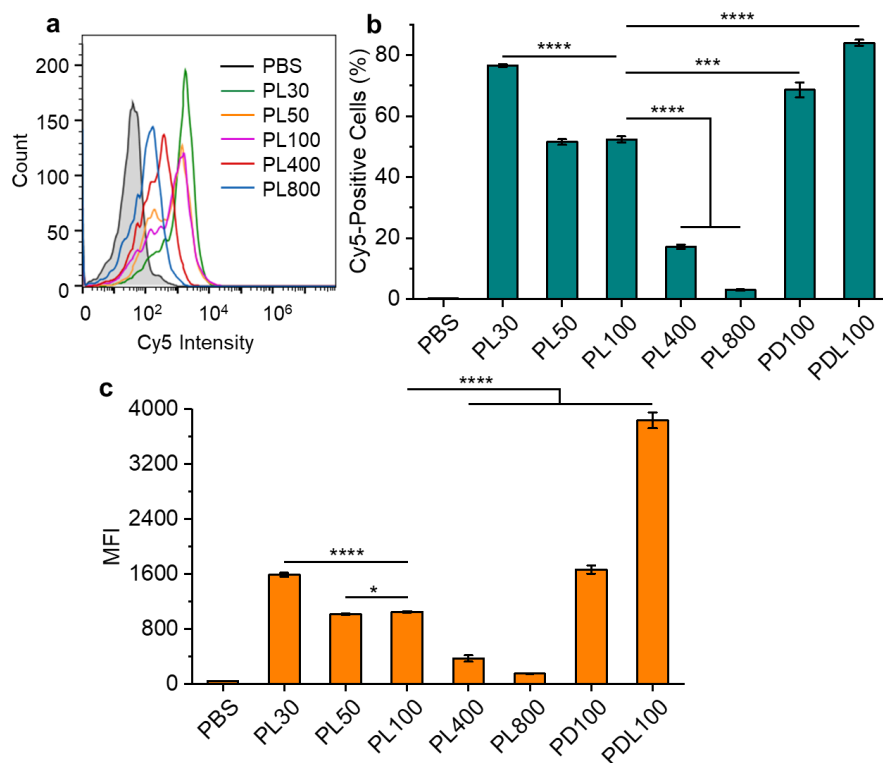 a
200
150
100
50
0
Count
0
10²
10⁴
10⁶
Cy5 Intensity
PBS
PL30
PL50
PL100
PL400
PL800
b
80
60
40
20
0
Cy5-Positive Cells (%)
****
****
***
****
PBS
PL30
PL50
PL100
PL400
PL800
PD100
PDL100
c
4000
3200
2400
1600
800
0
MFI
****
****
*
PBS
PL30
PL50
PL100
PL400
PL800
PD100
PDL100